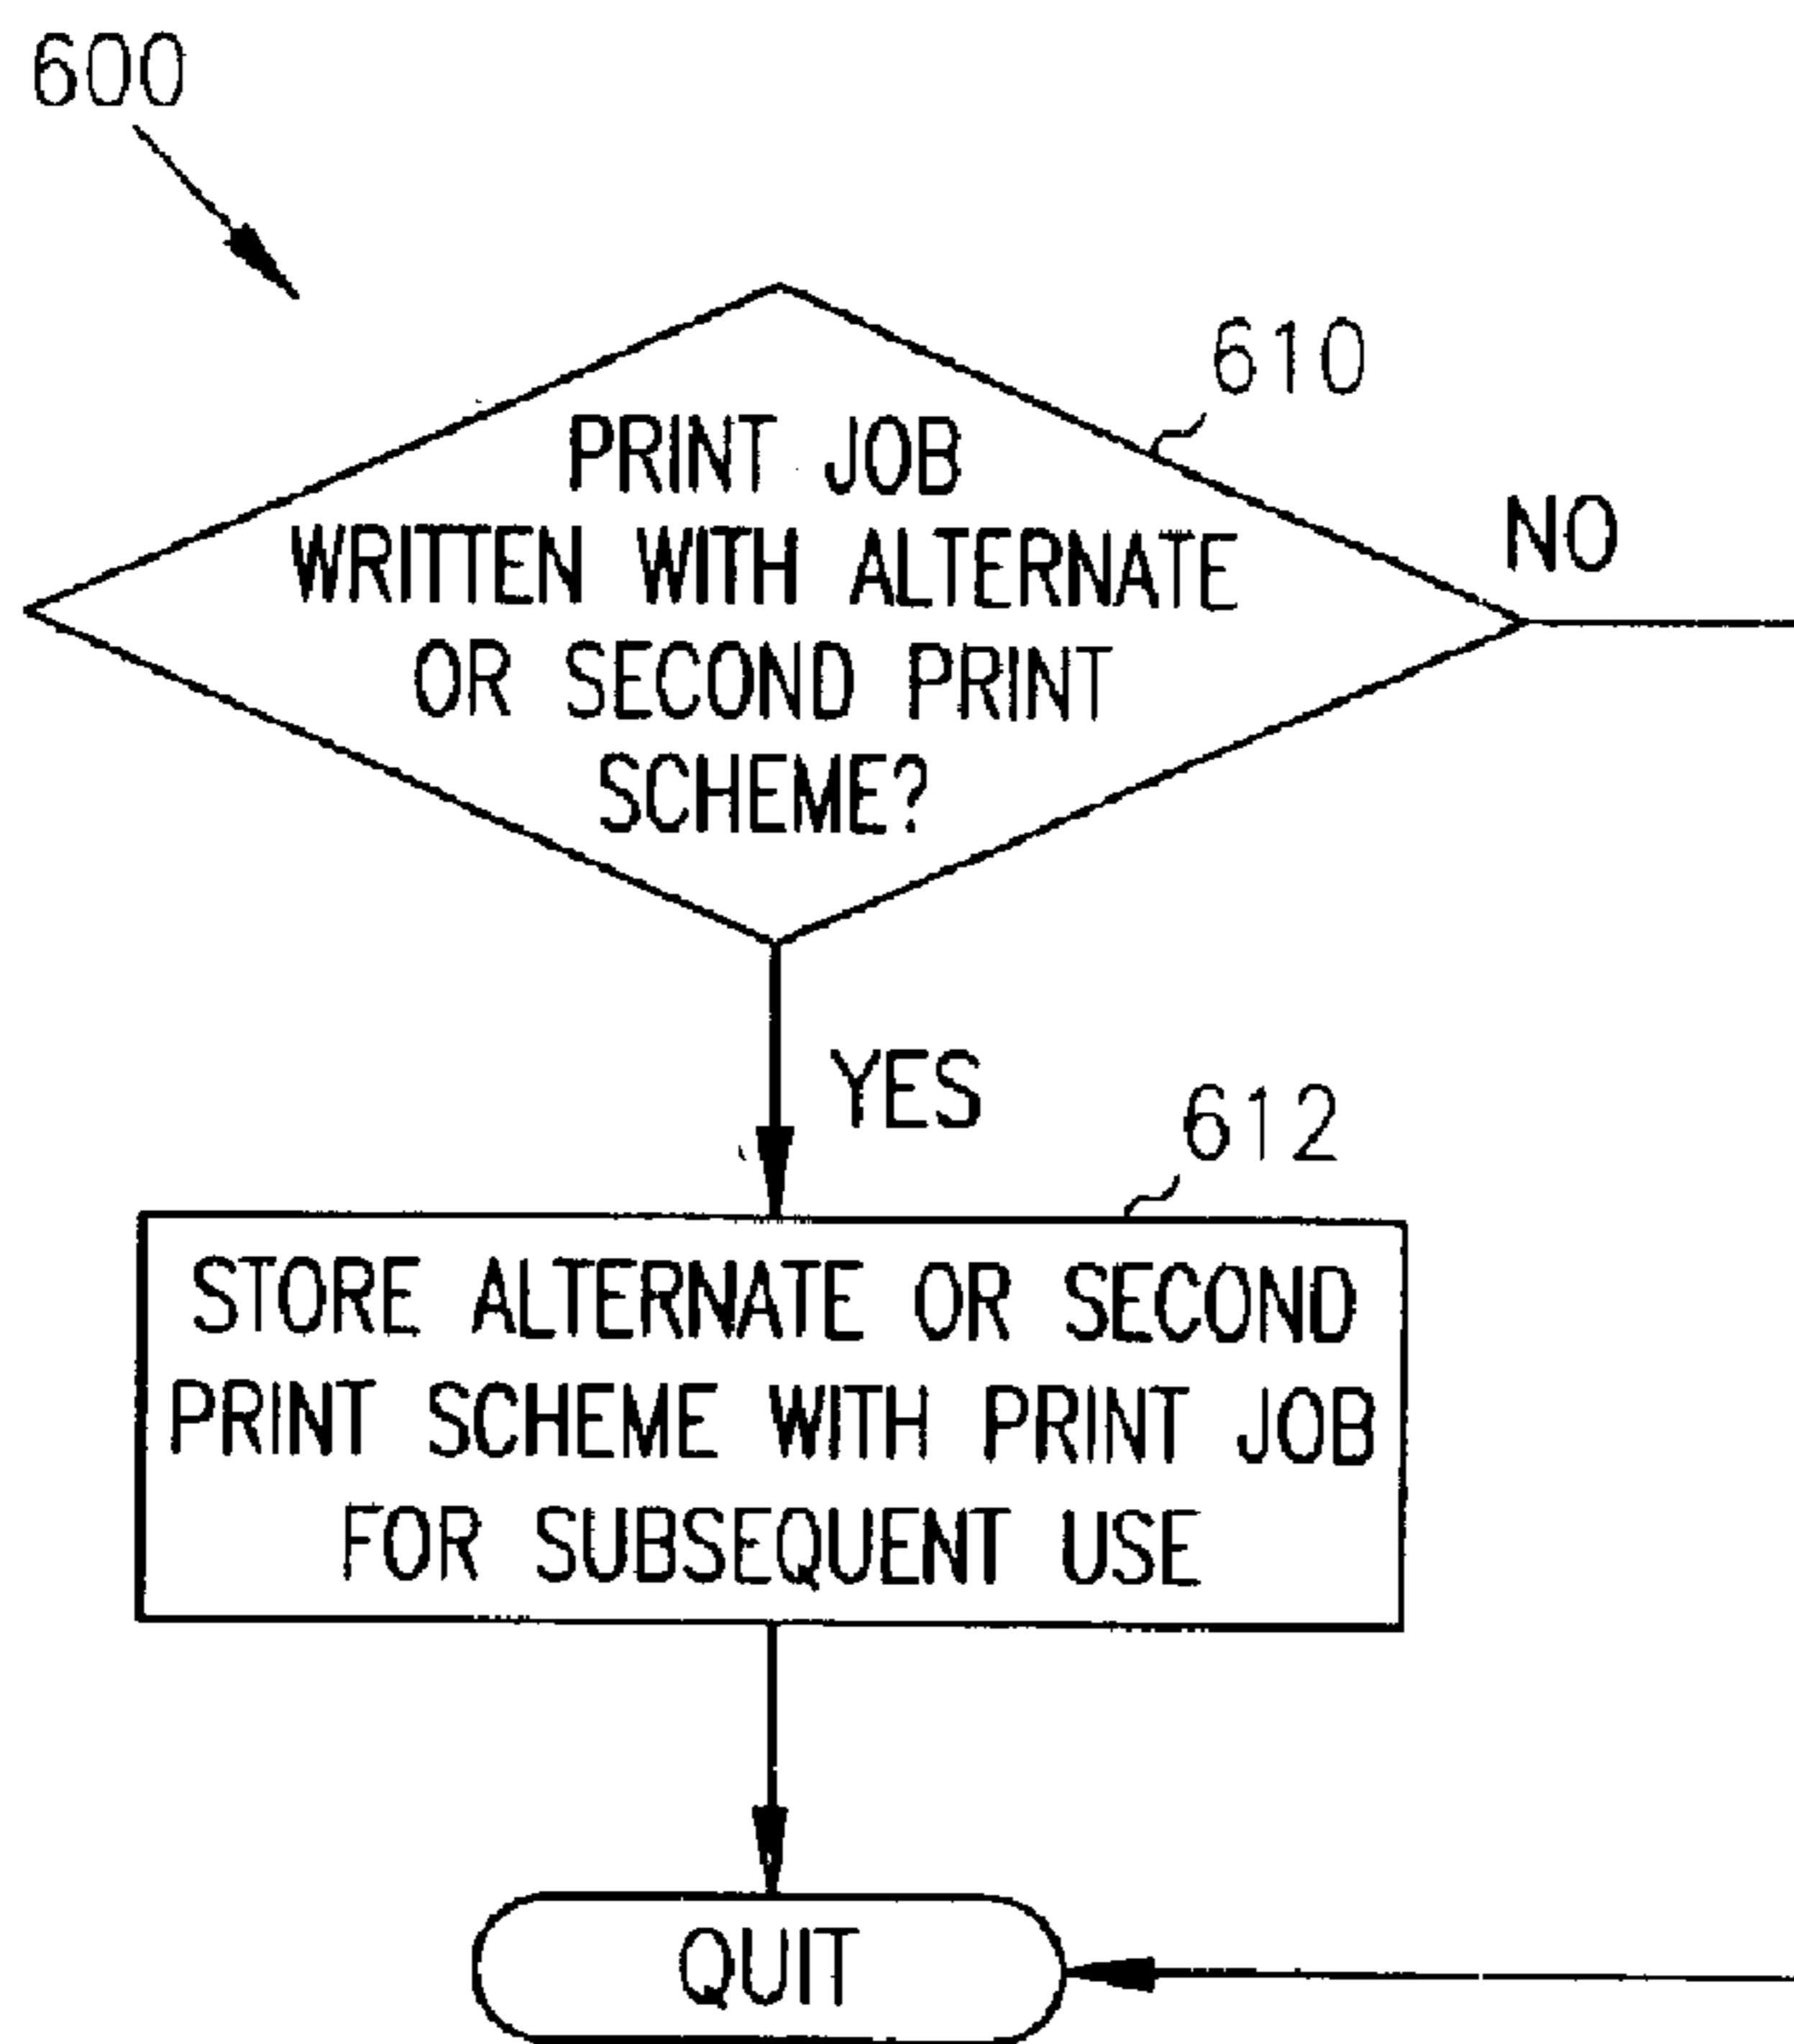 600
610
PRINT JOB
WRITTEN WITH ALTERNATE
OR SECOND PRINT
SCHEME?
NO
YES
612
STORE ALTERNATE OR SECOND
PRINT SCHEME WITH PRINT JOB
FOR SUBSEQUENT USE
QUIT